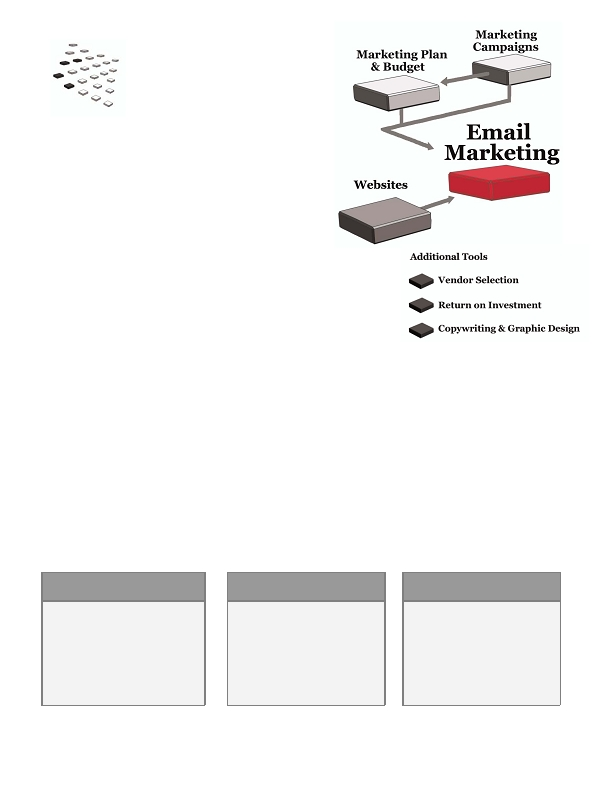 Marketing
Campaigns
Marketing Plan
& Budget
Email
Marketing
Websites
Additional Tools
Vendor Selection
Return on Investment
Copywriting & Graphic Design